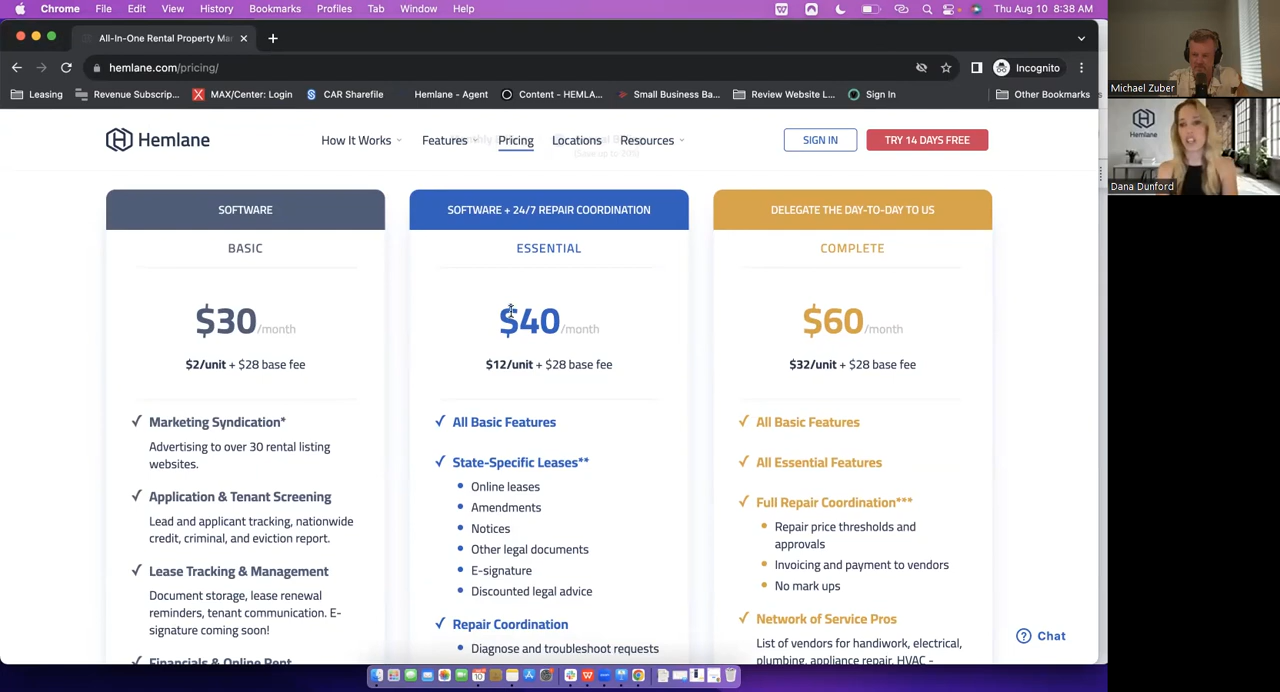 Chrome File Edit View History Bookmarks Profiles Tab Window Help Thu Aug 10 8:38 AM
All-In-One Rental Property Ma
hemlane.com/pricing/ Incognito
Leasing Revenue Subscrip... MAX/Center: Login CAR Sharefile Hemlane - Agent Content - HEMLA... Small Business Ba... Review Website L... Sign In Other Bookmarks
Hemlane How It Works Features Pricing Locations Resources SIGN IN TRY 14 DAYS FREE
SOFTWARE
BASIC
$30/month
$2/unit + $28 base fee
✓ Marketing Syndication*
Advertising to over 30 rental listing
websites.
✓ Application & Tenant Screening
Lead and applicant tracking, nationwide
credit, criminal, and eviction report.
✓ Lease Tracking & Management
Document storage, lease renewal
reminders, tenant communication. E-
signature coming soon!
Financials & Online Rent
SOFTWARE + 24/7 REPAIR COORDINATION
ESSENTIAL
$40/month
$12/unit + $28 base fee
✓ All Basic Features
✓ State-Specific Leases**
• Online leases
• Amendments
• Notices
• Other legal documents
• E-signature
• Discounted legal advice
✓ Repair Coordination
Diagnose and troubleshoot requests
DELEGATE THE DAY-TO-DAY TO US
COMPLETE
$60/month
$32/unit + $28 base fee
✓ All Basic Features
✓ All Essential Features
✓ Full Repair Coordination***
• Repair price thresholds and
approvals
• Invoicing and payment to vendors
• No mark ups
✓ Network of Service Pros
List of vendors for handiwork, electrical,
plumbing, appliance repair, HVAC -
Chat
Michael Zuber
Hemlane
Dana Dunford